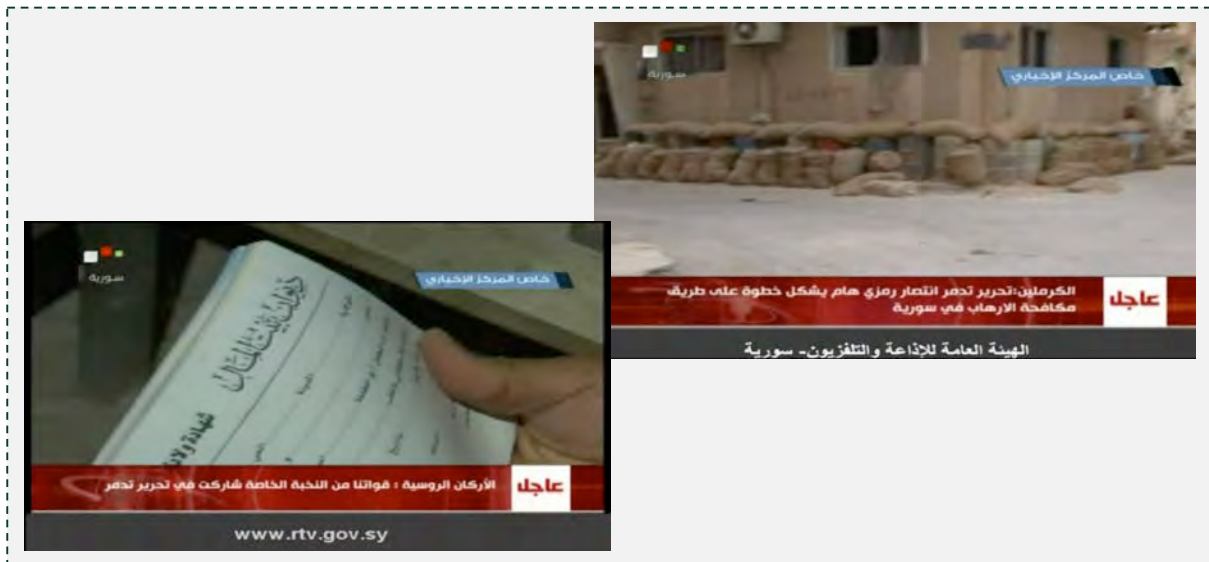 سورية
خاص المركز الإخباري
عاجل
الكرملين:تحرير تدمر انتصار رمزي هام يشكل خطوة على طريق
مكافحة الارهاب في سورية
الهيئة العامة للإذاعة والتلفزيون- سورية
سورية
خاص المركز الإخباري
شهادة ولادة
عاجل
الأركان الروسية : قواتنا من النخبة الخاصة شاركت في تحرير تدمر
www.rtv.gov.sy